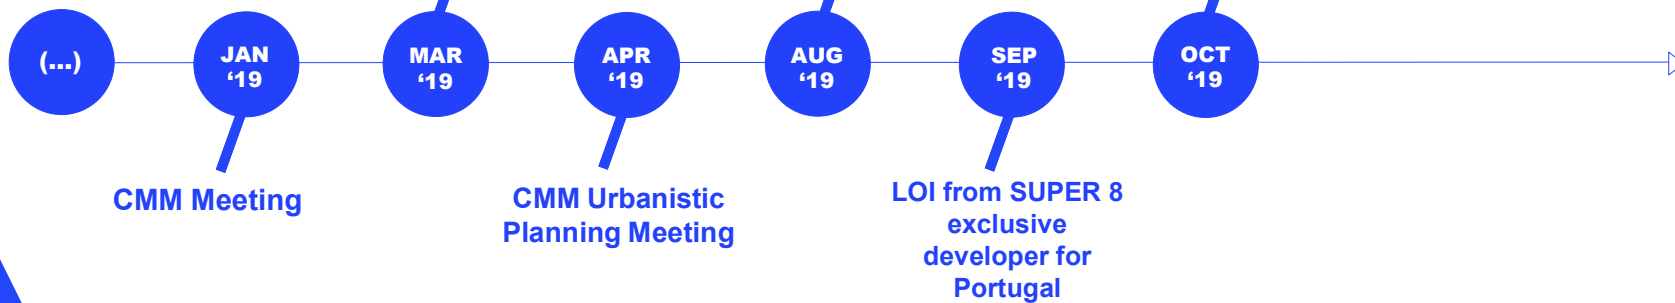 (...)
JAN
‘19
MAR
‘19
APR
‘19
AUG
‘19
SEP
‘19
OCT
‘19
CMM Meeting
CMM Urbanistic
Planning Meeting
LOI from SUPER 8
exclusive
developer for
Portugal